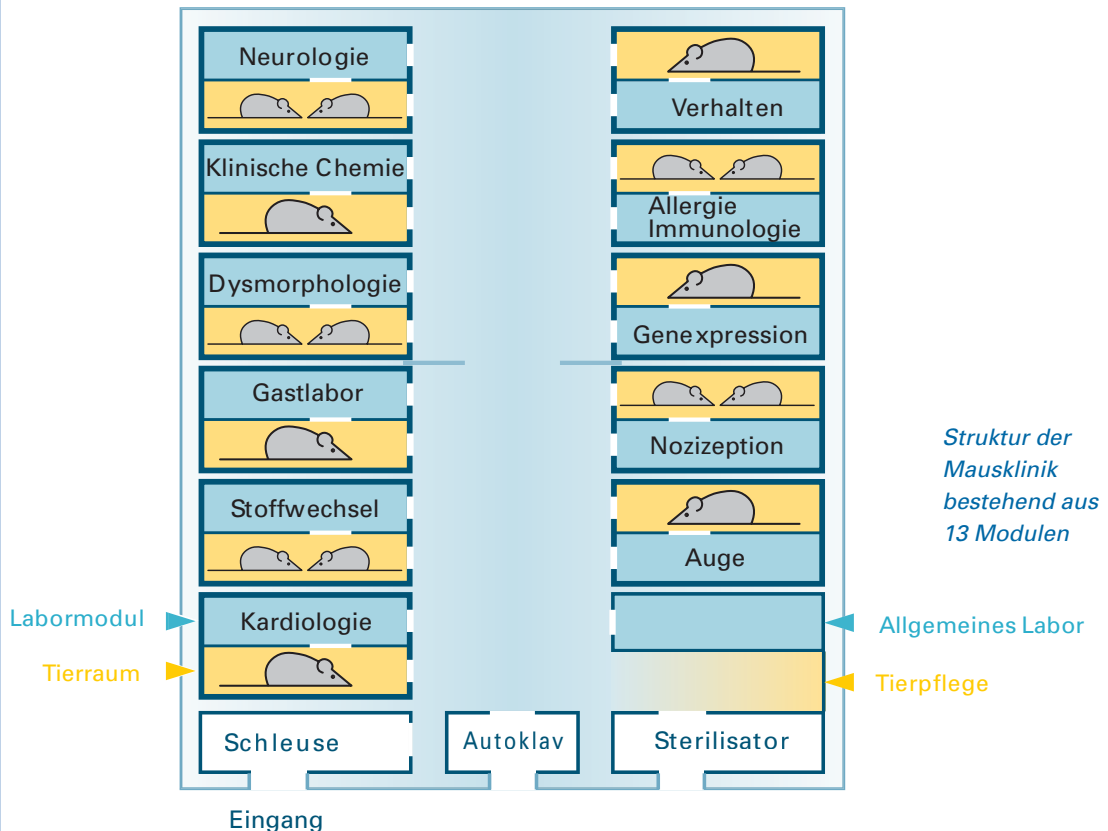 Neurologie
Klinische Chemie
Dysmorphologie
Gastlabor
Stoffwechsel
Labormodul
Kardiologie
Tierraum
Schleuse
Eingang
Autoklav
Verhalten
Allergie
Immunologie
Genexpression
Nozizeption
Auge
Allgemeines Labor
Tierpflege
Sterilisator
Struktur der
Mausklinik
bestehend aus
13 Modulen